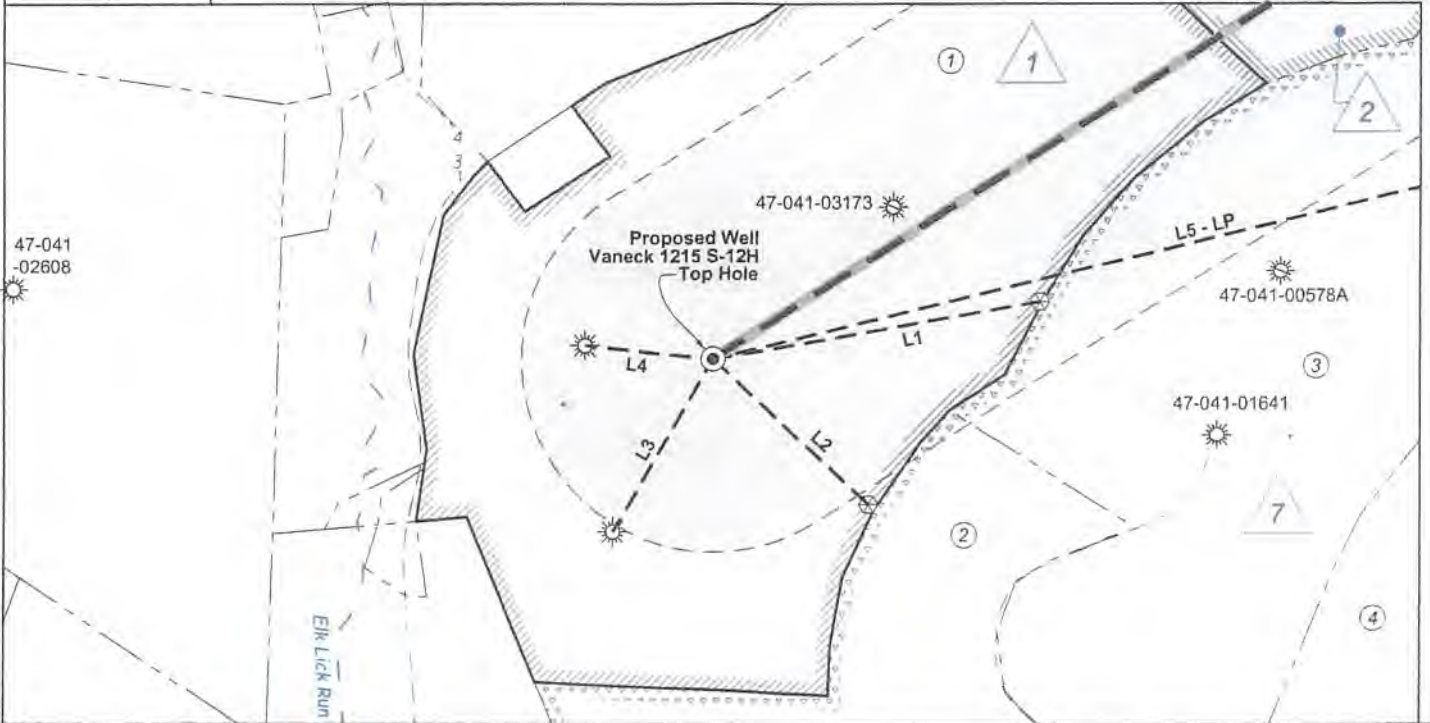 1
1
2
4
3
47-041-03173
47-041
-02608
Proposed Well
Vaneck 1215 S-12H
Top Hole
L5 - LP
47-041-00578A
L1
L4
3
47-041-01641
L3
L2
7
2
4
Elk Lick Run